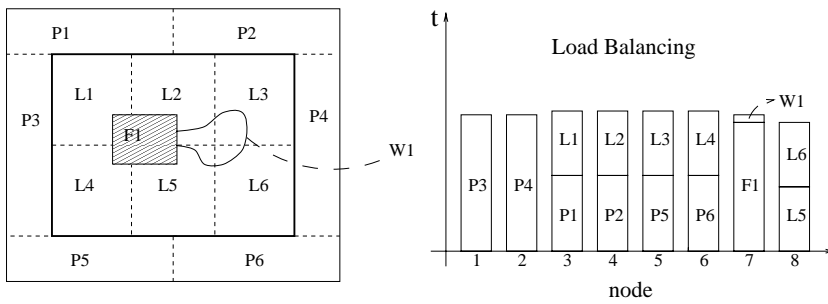 P1 P2
L1 L2 L3
P3 F1 P4
W1
L4 L5 L6
P5 P6
t
Load Balancing
W1
L1 L2 L3 L4 L6
P3 P4 P1 P2 P5 P6 F1 L5
1 2 3 4 5 6 7 8
node